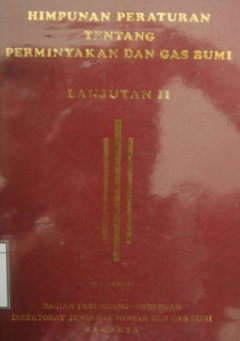 HIMPUNAN PERATURAN
TENTANG
PERMINYAKAN DAN GAS BUMI
LANJUTAN II
BAGIAN PERUNDANG-UNDANGAN
DIREKTORAT JENDERAL MINYAK DAN GAS BUMI
JAKARTA